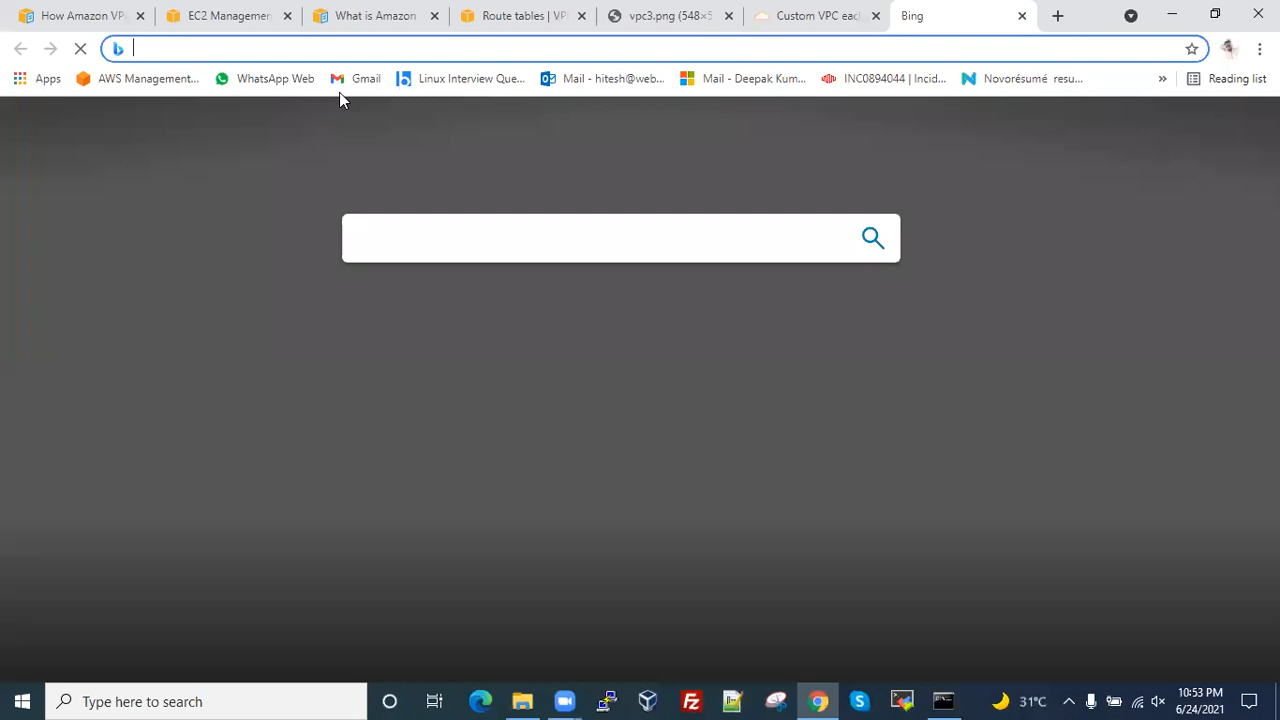 How Amazon VP
EC2 Managemen
What is Amazon
Route tables | VP
vpc3.png (548×5
Custom VPC eac
Bing
Apps
AWS Management...
WhatsApp Web
Gmail
Linux Interview Que...
Mail - hitesh@web...
Mail - Deepak Kum...
INC0894044 | Incid...
Novorésumé resu...
»
Reading list
Type here to search
31°C
10:53 PM
6/24/2021